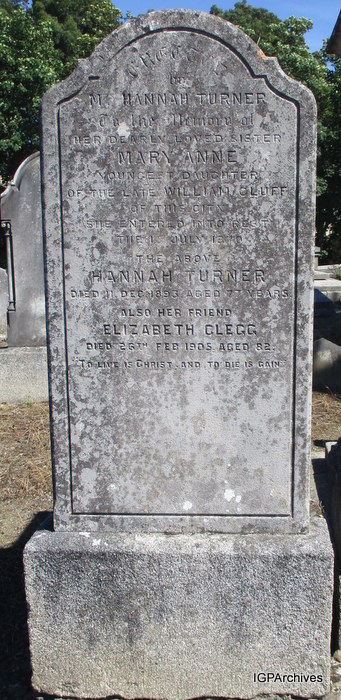 ERECTED
by
Mrs HANNAH TURNER
To the Memory of
HER DEARLY LOVED SISTER
MARY ANNE
YOUNGEST DAUGHTER
OF THE LATE WILLIAM CLUFF
OF THIS CITY
SHE ENTERED INTO REST
THE JULY
THE ABOVE
HANNAH TURNER
DIED 11. DEC 1893. AGED 77 YEARS.
ALSO HER FRIEND
ELIZABETH CLEGG
DIED 26TH FEB 1905. AGED 82.
"TO LIVE IS CHRIST. AND TO DIE IS GAIN"
IGPArchives